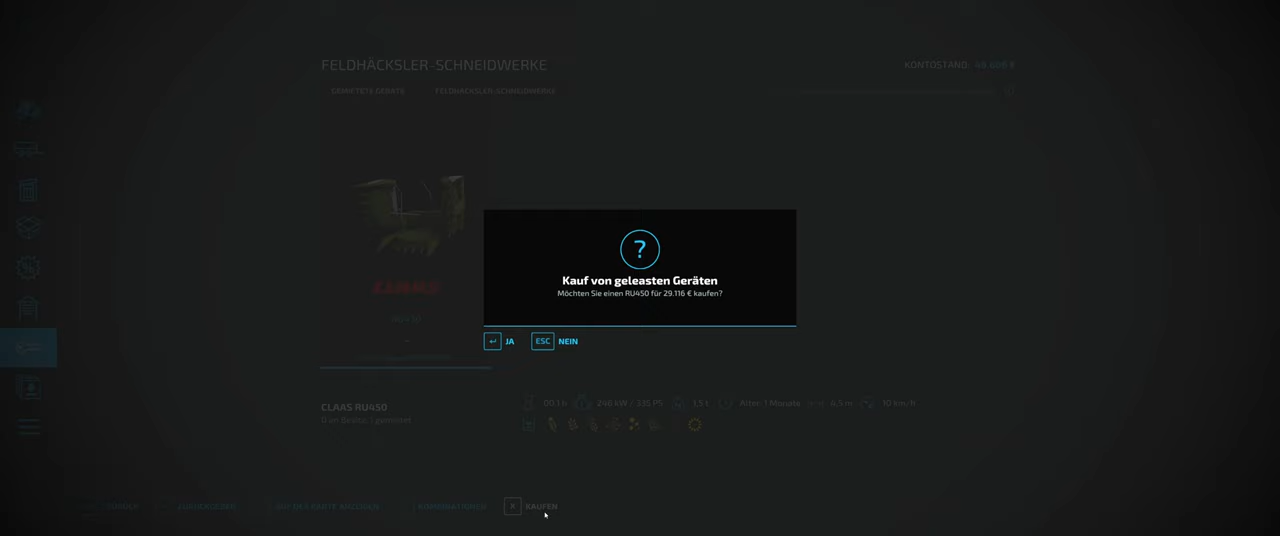 FELDHÄCKSLER-SCHNEIDWERKE
KONTOSTAND:
GEMIETETE GERÄTE FELDHÄCKSLER-SCHNEIDWERKE
?
Kauf von geleasten Geräten
Möchten Sie einen RU450 für 29.116 € kaufen?
↵ JA ESC NEIN
CLAAS RU450
0 im Besitz, 1 gemietet
00,1 h 246 kW / 335 PS 3,5 t Alter: 1 Monate 4,5 m 10 km/h
ZURÜCK ZURÜCKGEBEN AUF DER KARTE ANZEIGEN KOMBINATIONEN X KAUFEN